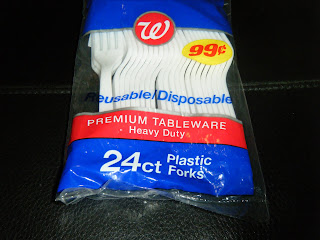 W
99¢
Reusable/Disposable
PREMIUM TABLEWARE
Heavy Duty
24ct Plastic
Forks